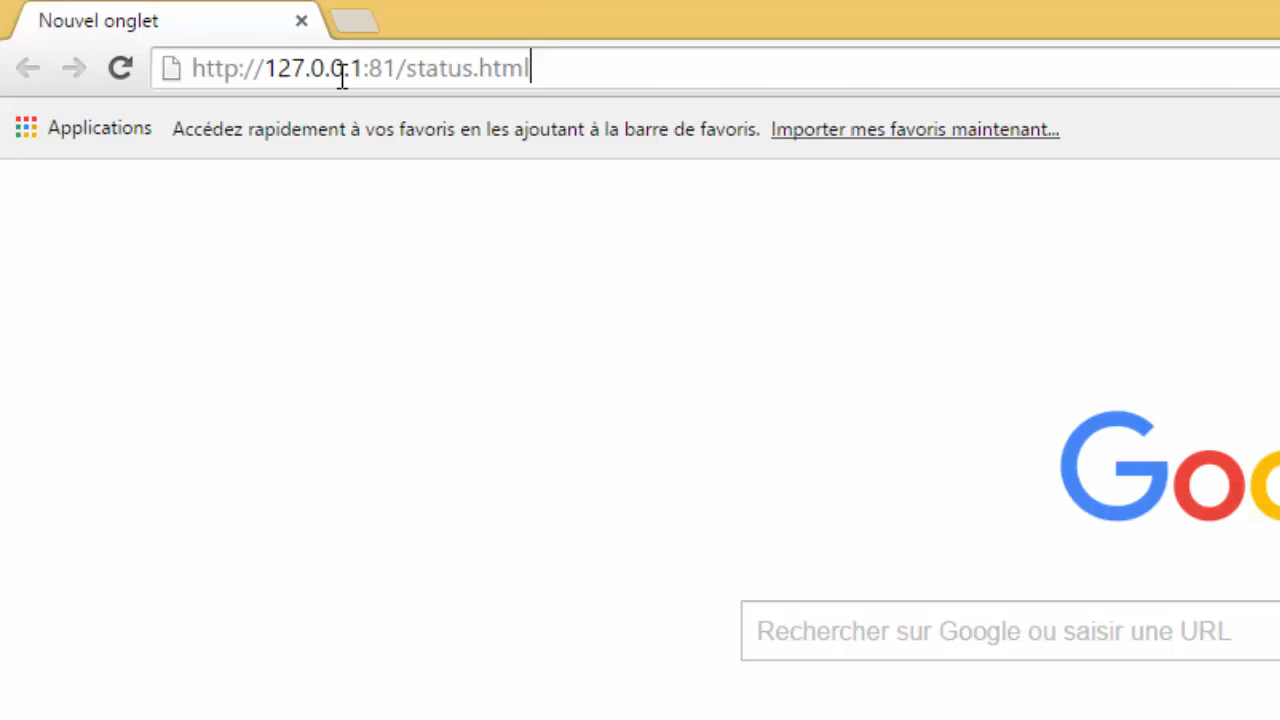 Nouvel onglet
http://127.0.0.1:81/status.html
Applications Accédez rapidement à vos favoris en les ajoutant à la barre de favoris. Importer mes favoris maintenant...
Goo
Rechercher sur Google ou saisir une URL